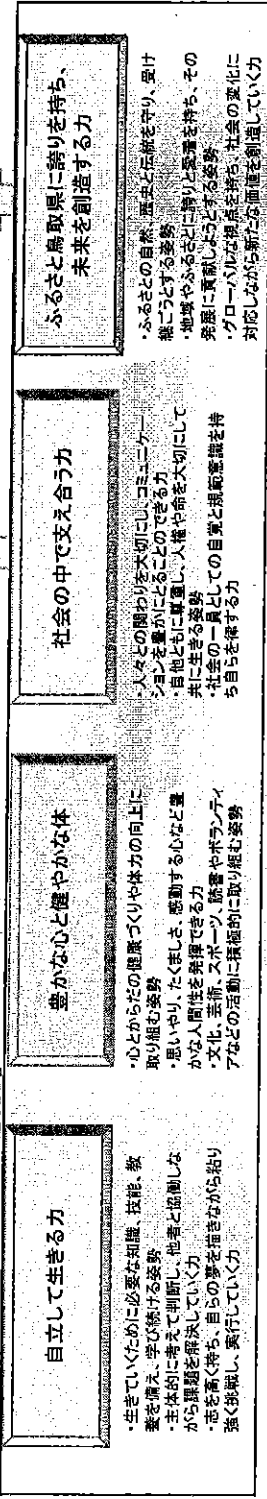 自立して生きる力
・生きていくために必要な知識、技能、教
養を備え、学び続ける姿勢
・主体的に考えて判断し、他者と協働しな
がら課題を解決していく力
・志を高く持ち、自らの夢を描きながら粘り
強く挑戦し、実行していく力
豊かな心と健やかな体
・心とからだの健康づくりや体力の向上に
取り組む姿勢
・思いやり、たくましさ、感動する心など豊
かな人間性を発揮できる力
・文化、芸術、スポーツ、読書やボランティ
アなどの活動に積極的に取り組む姿勢
社会の中で支え合う力
・人々との関わりを大切にし、コミュニケー
ションを豊かにとることのできる力
・自他ともに尊重し、人権や命を大切にして
共に生きる姿勢
・社会の一員としての自覚と規範意識を持
ち自らを律する力
ふるさと鳥取県に誇りを持ち、
未来を創造する力
・ふるさとの自然、歴史と伝統を守り、受け
継ごうとする姿勢
・地域やふるさとに誇りと愛着を持ち、その
発展に貢献しようとする姿勢
・グローバルな視点を持ち、社会の変化に
対応しながら新たな価値を創造していく力